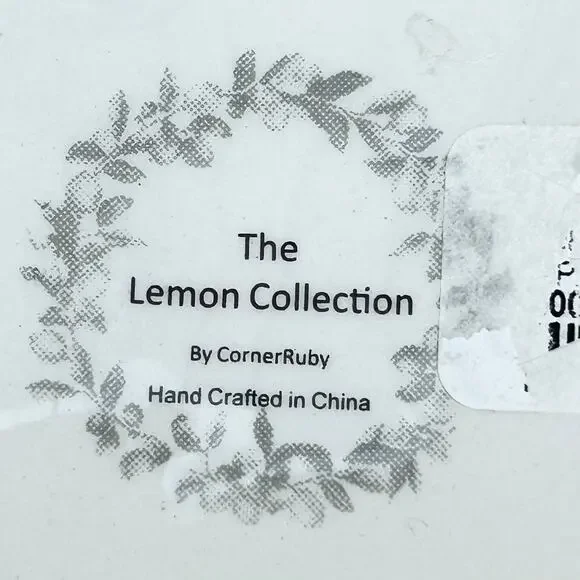 The
Lemon Collection
By CornerRuby
Hand Crafted in China